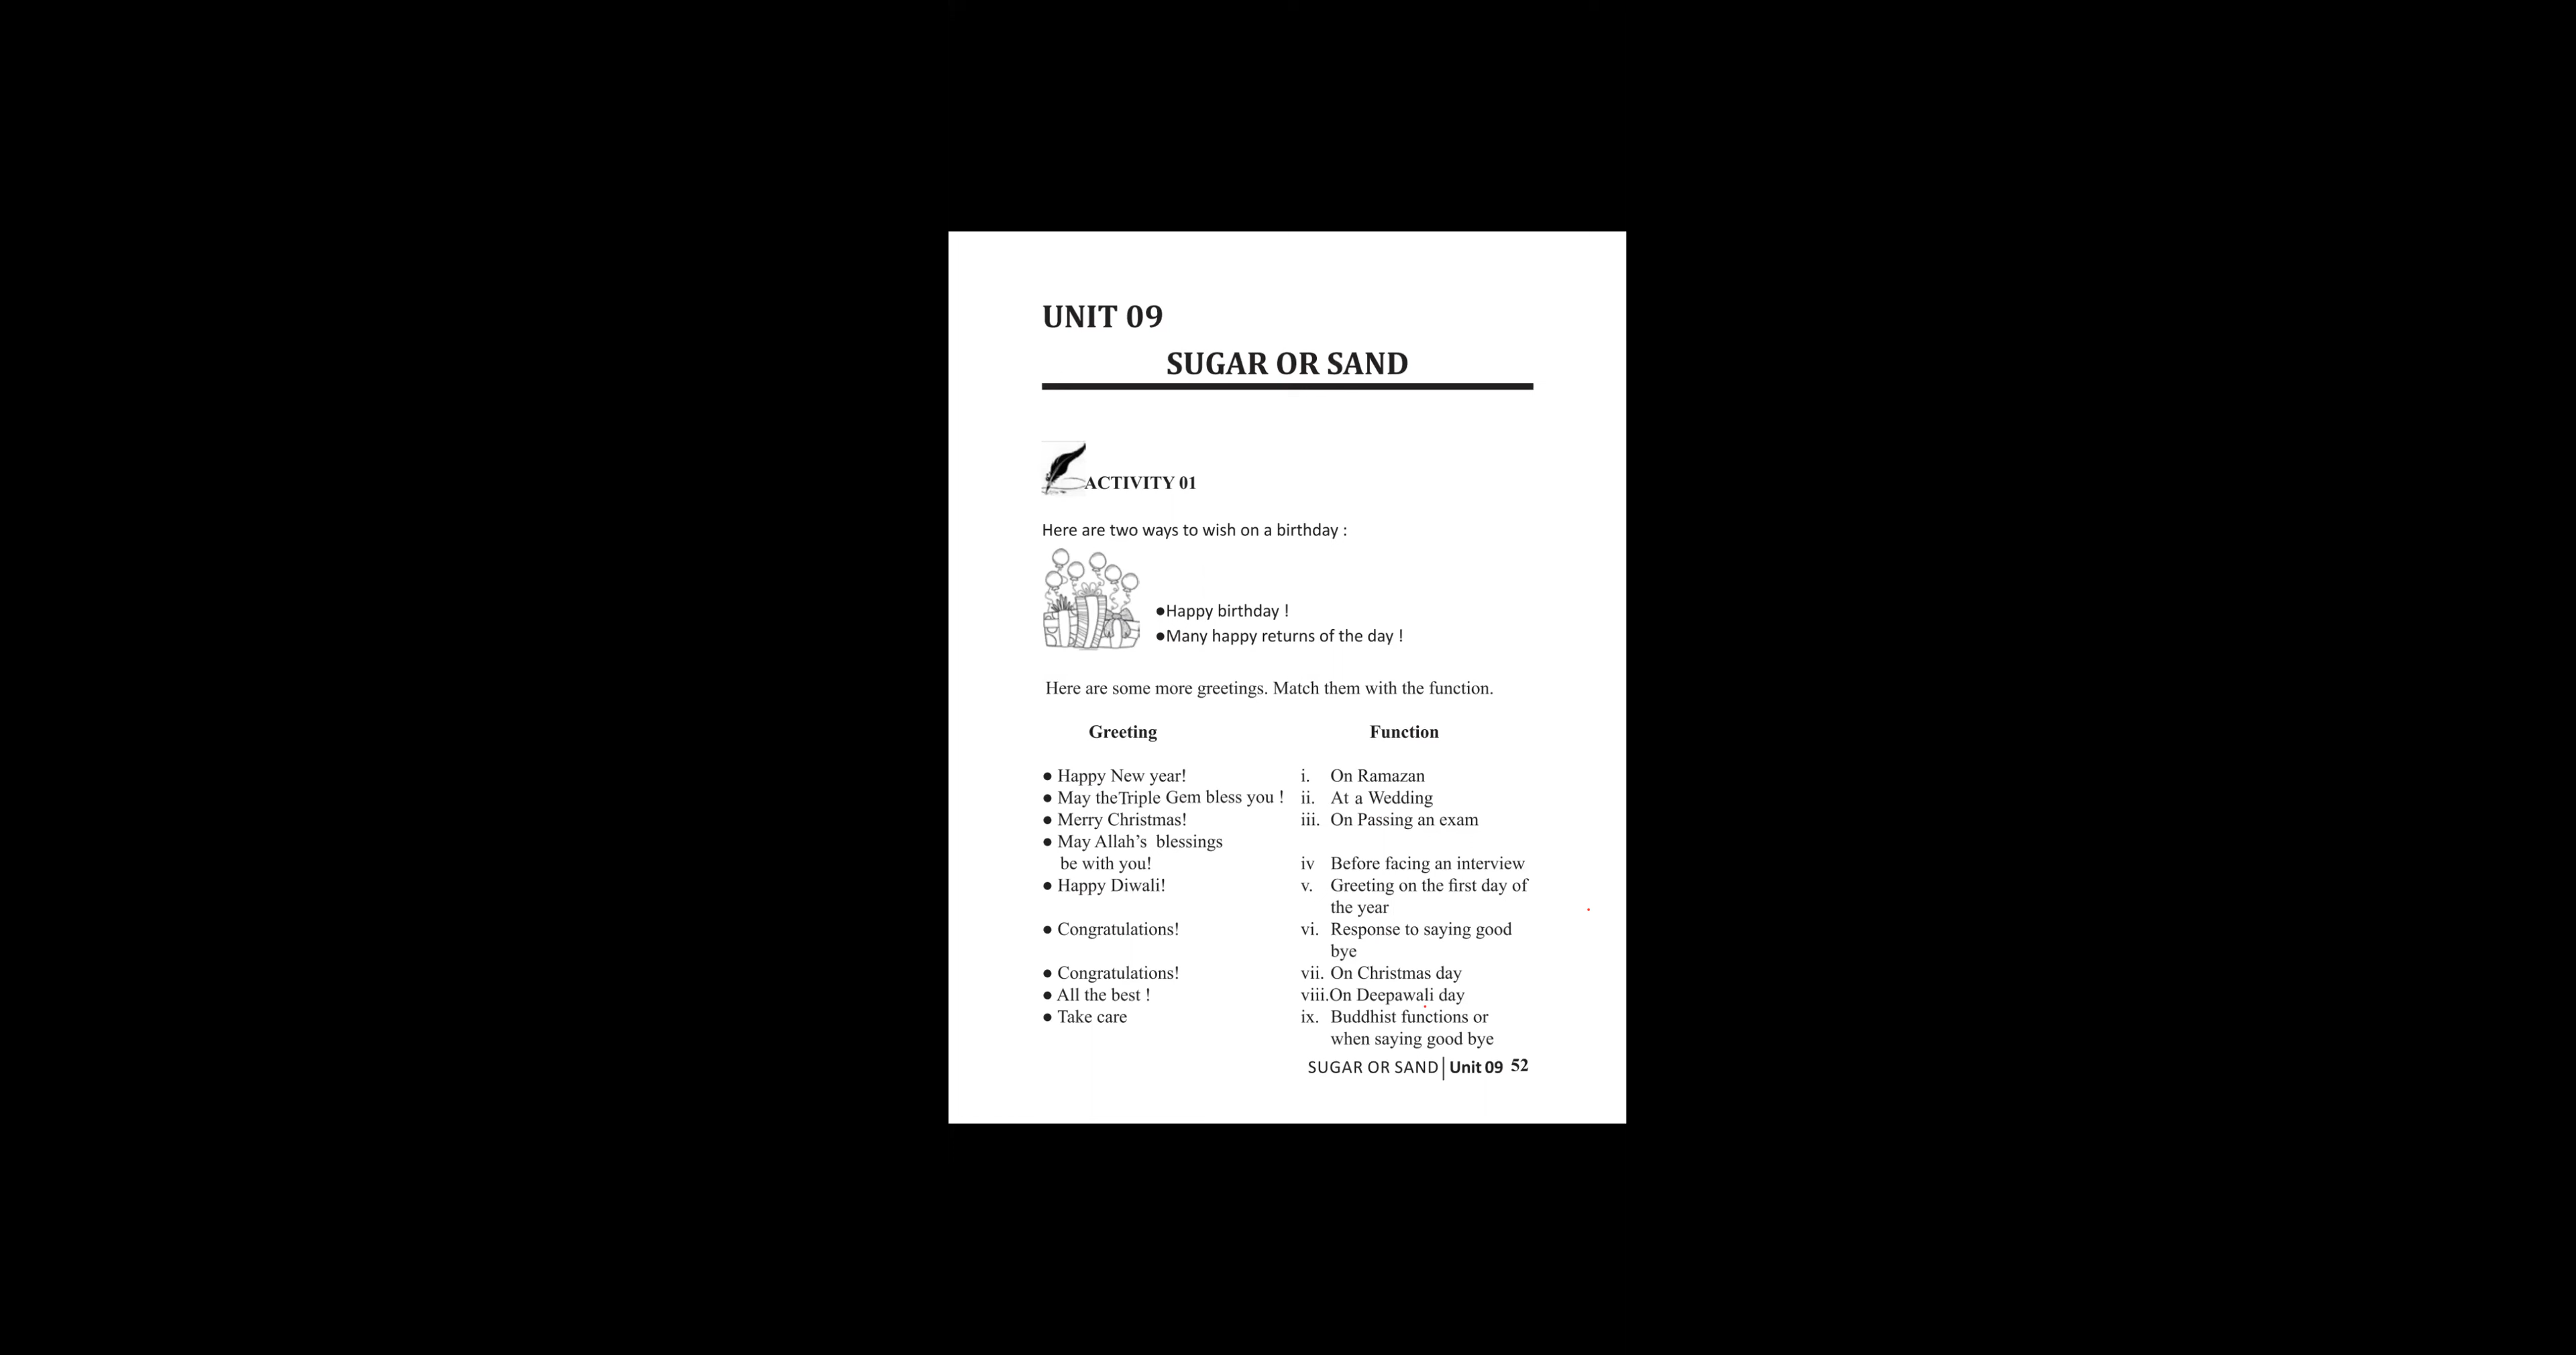 UNIT 09
SUGAR OR SAND
ACTIVITY 01
Here are two ways to wish on a birthday :
●Happy birthday !
●Many happy returns of the day !
Here are some more greetings. Match them with the function.
Greeting Function
● Happy New year! i. On Ramazan
● May theTriple Gem bless you ! ii. At a Wedding
● Merry Christmas! iii. On Passing an exam
● May Allah’s blessings
be with you! iv Before facing an interview
● Happy Diwali! v. Greeting on the first day of
the year
● Congratulations! vi. Response to saying good
bye
● Congratulations! vii. On Christmas day
● All the best ! viii.On Deepawali day
● Take care ix. Buddhist functions or
when saying good bye
SUGAR OR SAND | Unit 09 52